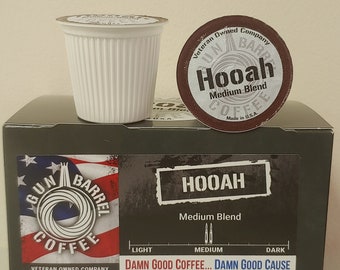 Veteran Owned Company
GUN BARREL
Hooah
Medium Blend
COFFEE
Made in U.S.A.
GUN BARREL
COFFEE
VETERAN OWNED COMPANY
HOOAH
Medium Blend
LIGHT MEDIUM DARK
DAMN GOOD COFFEE... DAMN GOOD CAUSE